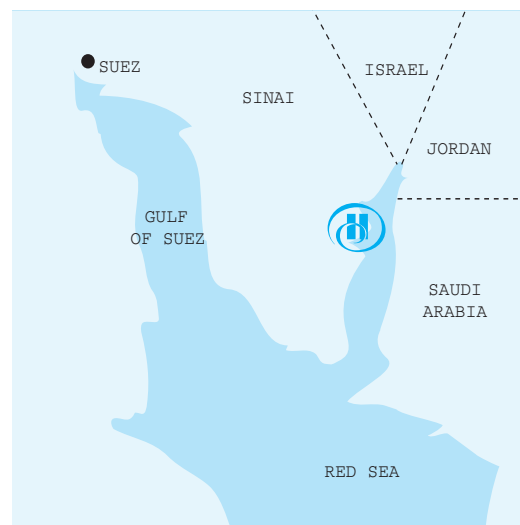 SUEZ
ISRAEL
SINAI
JORDAN
GULF
OF SUEZ
SAUDI
ARABIA
RED SEA